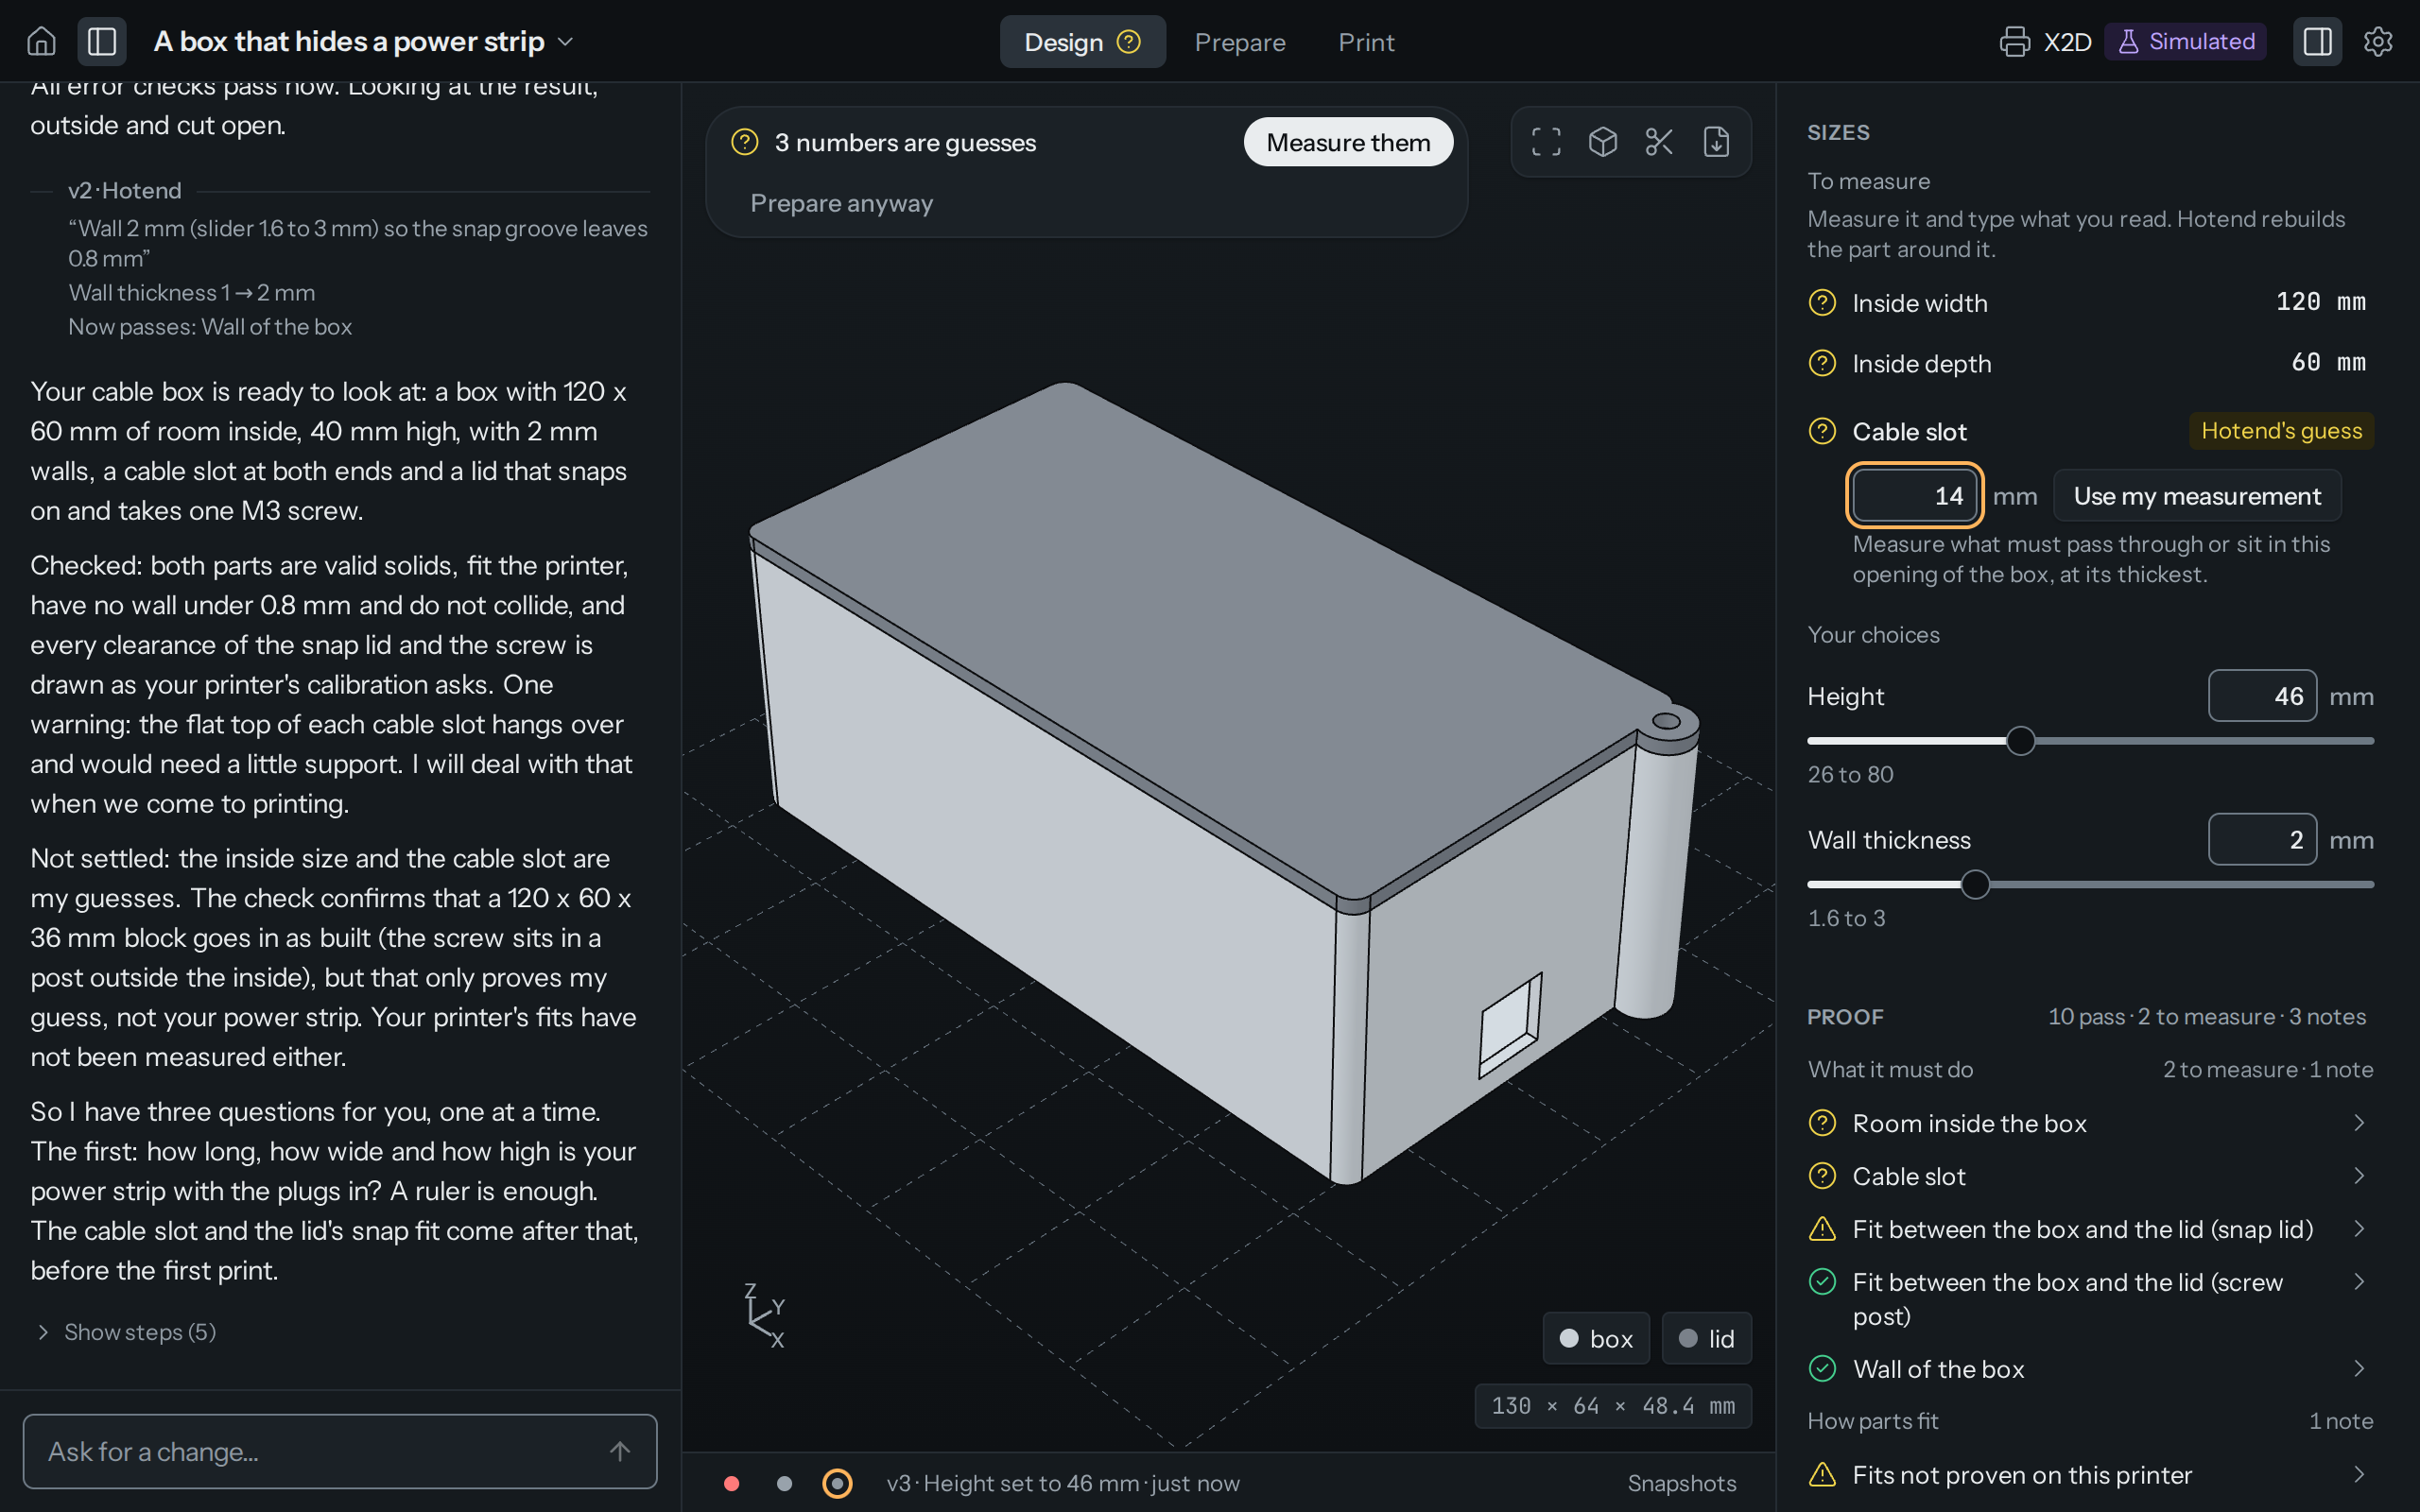 A box that hides a power strip
Design
Prepare
Print
X2D
Simulated
All error checks pass now. Looking at the result,
outside and cut open.
v2 · Hotend
“Wall 2 mm (slider 1.6 to 3 mm) so the snap groove leaves
0.8 mm”
Wall thickness 1 → 2 mm
Now passes: Wall of the box
Your cable box is ready to look at: a box with 120 x
60 mm of room inside, 40 mm high, with 2 mm
walls, a cable slot at both ends and a lid that snaps
on and takes one M3 screw.
Checked: both parts are valid solids, fit the printer,
have no wall under 0.8 mm and do not collide, and
every clearance of the snap lid and the screw is
drawn as your printer's calibration asks. One
warning: the flat top of each cable slot hangs over
and would need a little support. I will deal with that
when we come to printing.
Not settled: the inside size and the cable slot are
my guesses. The check confirms that a 120 x 60 x
36 mm block goes in as built (the screw sits in a
post outside the inside), but that only proves my
guess, not your power strip. Your printer's fits have
not been measured either.
So I have three questions for you, one at a time.
The first: how long, how wide and how high is your
power strip with the plugs in? A ruler is enough.
The cable slot and the lid's snap fit come after that,
before the first print.
Show steps (5)
Ask for a change...
3 numbers are guesses
Measure them
Prepare anyway
Z
Y
X
box
lid
130 × 64 × 48.4 mm
v3 · Height set to 46 mm · just now
Snapshots
SIZES
To measure
Measure it and type what you read. Hotend rebuilds
the part around it.
Inside width 120 mm
Inside depth 60 mm
Cable slot Hotend's guess
14 mm Use my measurement
Measure what must pass through or sit in this
opening of the box, at its thickest.
Your choices
Height 46 mm
26 to 80
Wall thickness 2 mm
1.6 to 3
PROOF 10 pass · 2 to measure · 3 notes
What it must do 2 to measure · 1 note
Room inside the box
Cable slot
Fit between the box and the lid (snap lid)
Fit between the box and the lid (screw
post)
Wall of the box
How parts fit 1 note
Fits not proven on this printer